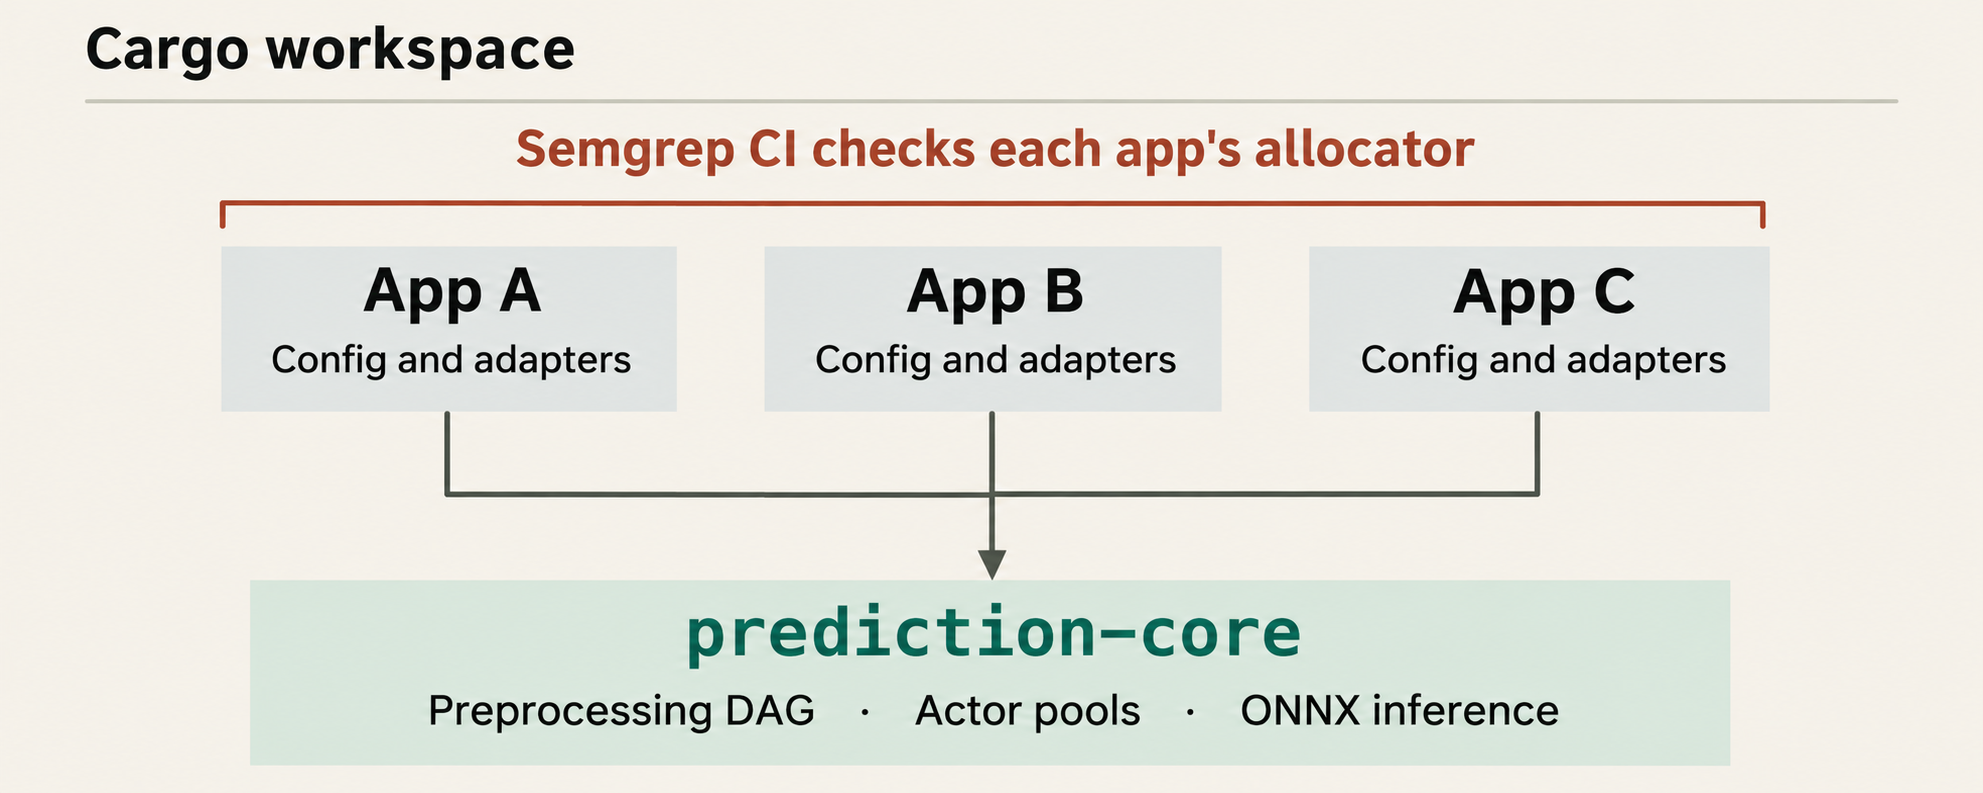 Cargo workspace
Semgrep CI checks each app's allocator
App A
Config and adapters
App B
Config and adapters
App C
Config and adapters
prediction-core
Preprocessing DAG · Actor pools · ONNX inference